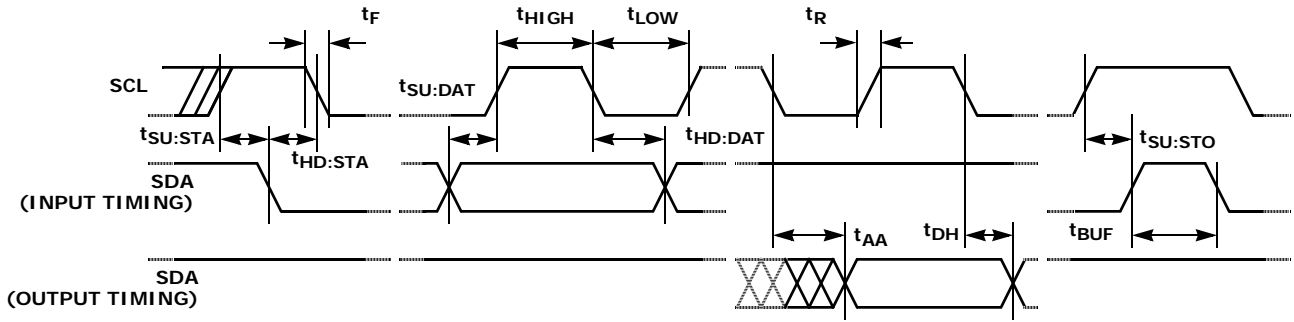 tF
tHIGH
tLOW
tR
SCL
tSU:DAT
tSU:STA
tHD:STA
tHD:DAT
tSU:STO
SDA
(INPUT TIMING)
tAA
tDH
tBUF
SDA
(OUTPUT TIMING)